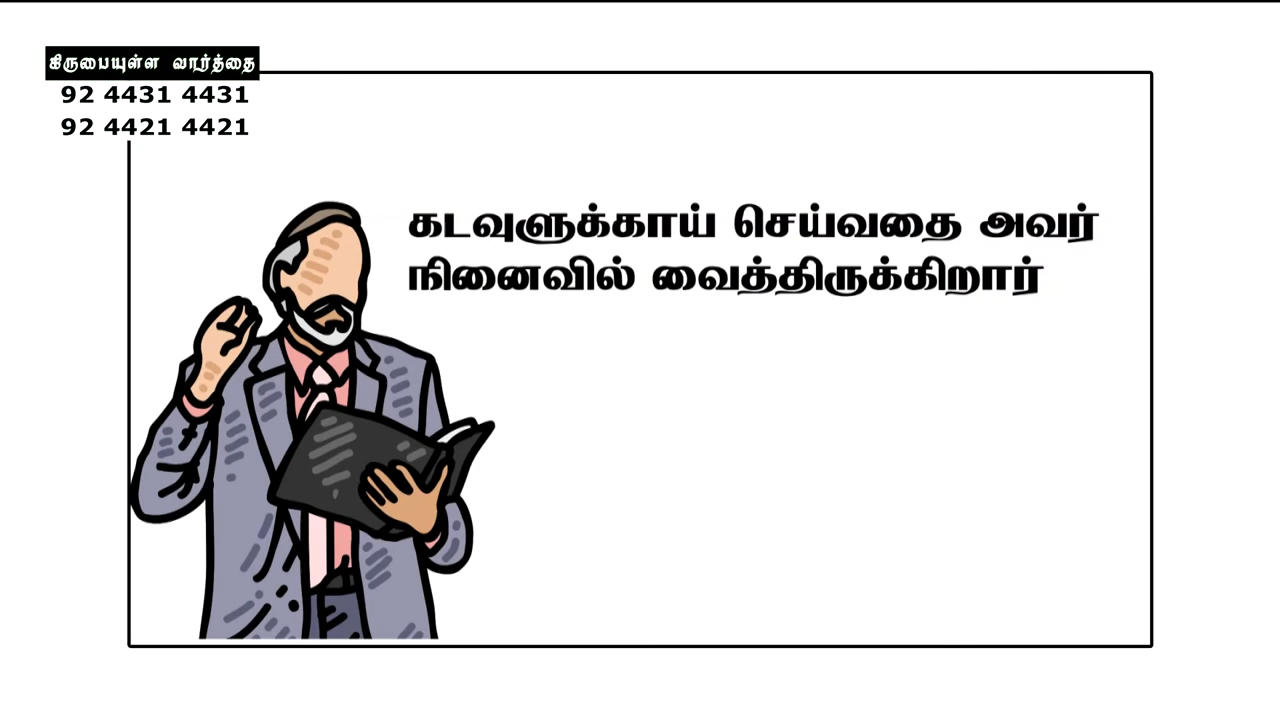 கிருபையுள்ள வார்த்தை
92 4431 4431
92 4421 4421
கடவுளுக்காய் செய்வதை அவர்
நினைவில் வைத்திருக்கிறார்